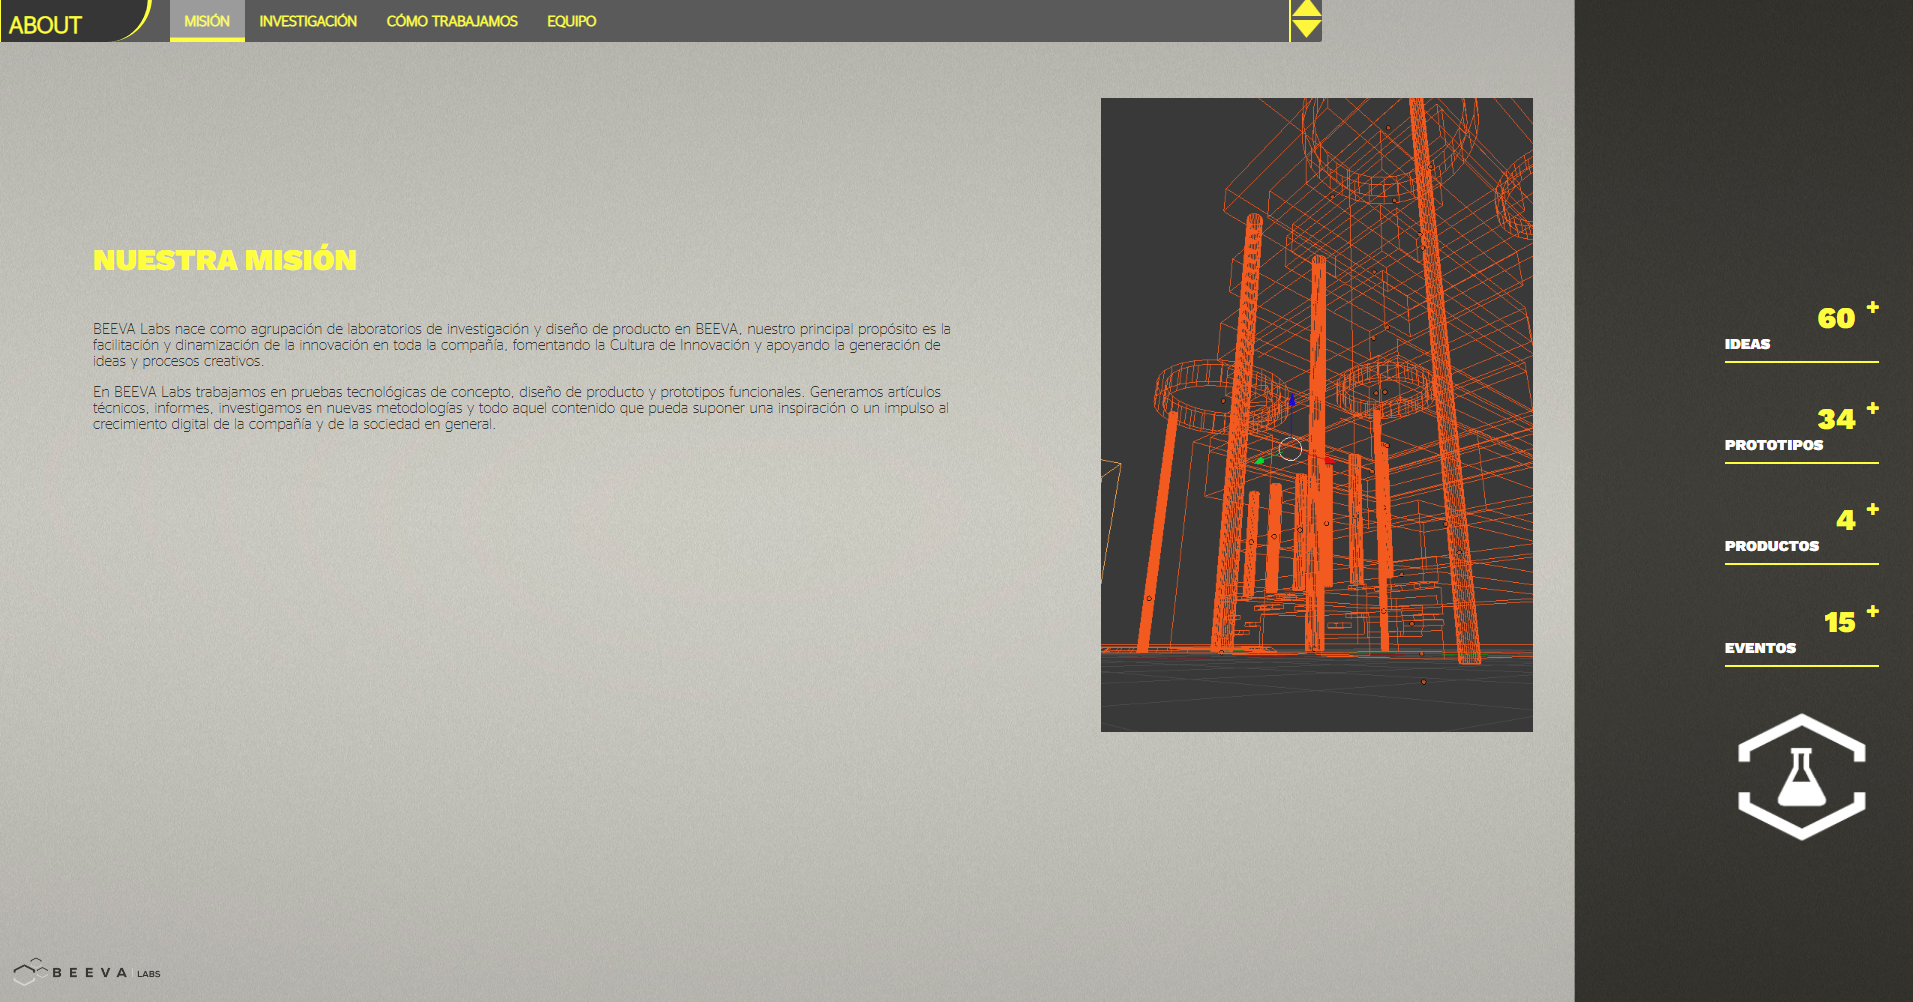 ABOUT
MISIÓN
INVESTIGACIÓN
CÓMO TRABAJAMOS
EQUIPO
NUESTRA MISIÓN
BEEVA Labs nace como agrupación de laboratorios de investigación y diseño de producto en BEEVA, nuestro principal propósito es la
facilitación y dinamización de la innovación en toda la compañía, fomentando la Cultura de Innovación y apoyando la generación de
ideas y procesos creativos.
En BEEVA Labs trabajamos en pruebas tecnológicas de concepto, diseño de producto y prototipos funcionales. Generamos artículos
técnicos, informes, investigamos en nuevas metodologías y todo aquel contenido que pueda suponer una inspiración o un impulso al
crecimiento digital de la compañía y de la sociedad en general.
60 +
IDEAS
34 +
PROTOTIPOS
4 +
PRODUCTOS
15 +
EVENTOS
BEEVA LABS